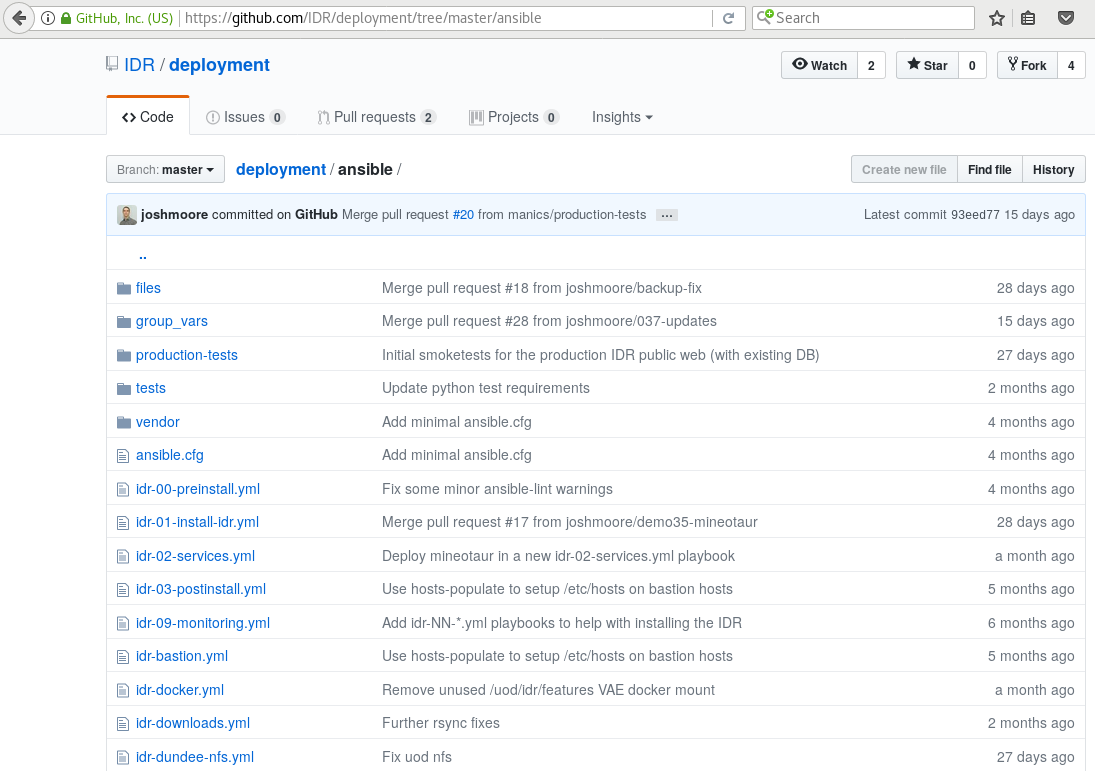 GitHub, Inc. (US) https://github.com/IDR/deployment/tree/master/ansible Search
IDR / deployment Watch 2 Star 0 Fork 4
Code Issues 0 Pull requests 2 Projects 0 Insights
Branch: master deployment / ansible / Create new file Find file History
joshmoore committed on GitHub Merge pull request #20 from manics/production-tests ... Latest commit 93eed77 15 days ago
..
files Merge pull request #18 from joshmoore/backup-fix 28 days ago
group_vars Merge pull request #28 from joshmoore/037-updates 15 days ago
production-tests Initial smoketests for the production IDR public web (with existing DB) 27 days ago
tests Update python test requirements 2 months ago
vendor Add minimal ansible.cfg 4 months ago
ansible.cfg Add minimal ansible.cfg 4 months ago
idr-00-preinstall.yml Fix some minor ansible-lint warnings 4 months ago
idr-01-install-idr.yml Merge pull request #17 from joshmoore/demo35-mineotaur 28 days ago
idr-02-services.yml Deploy mineotaur in a new idr-02-services.yml playbook a month ago
idr-03-postinstall.yml Use hosts-populate to setup /etc/hosts on bastion hosts 5 months ago
idr-09-monitoring.yml Add idr-NN-*.yml playbooks to help with installing the IDR 6 months ago
idr-bastion.yml Use hosts-populate to setup /etc/hosts on bastion hosts 5 months ago
idr-docker.yml Remove unused /uod/idr/features VAE docker mount a month ago
idr-downloads.yml Further rsync fixes 2 months ago
idr-dundee-nfs.yml Fix uod nfs 27 days ago